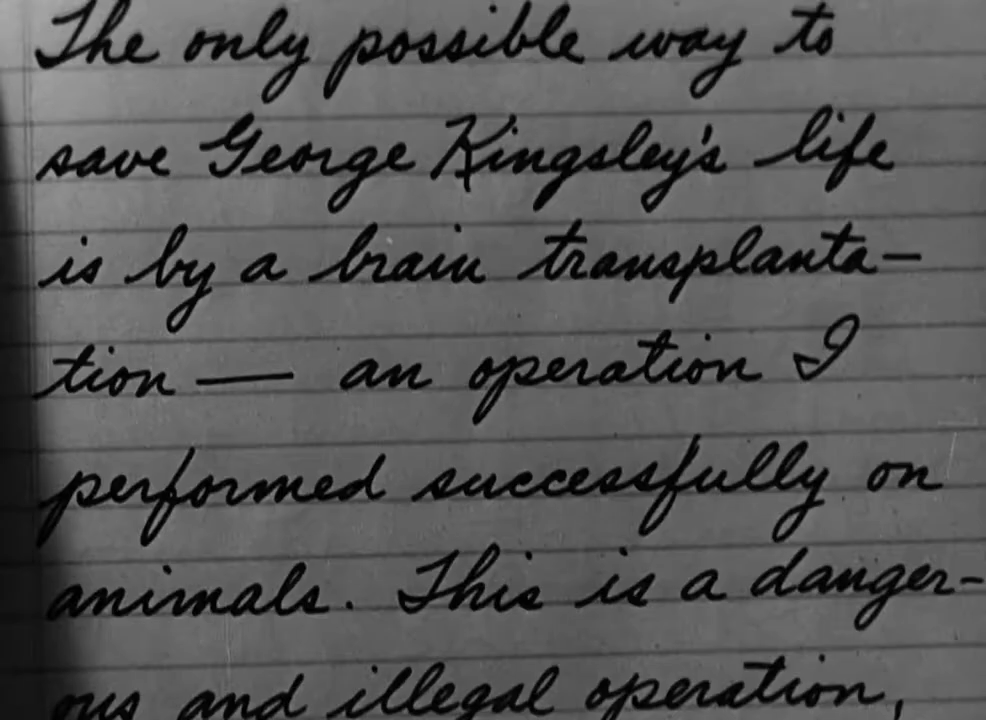 The only possible way to
save George Kingsley's life
is by a brain transplanta-
tion — an operation I
performed successfully on
animals. This is a danger-
ous and illegal operation,